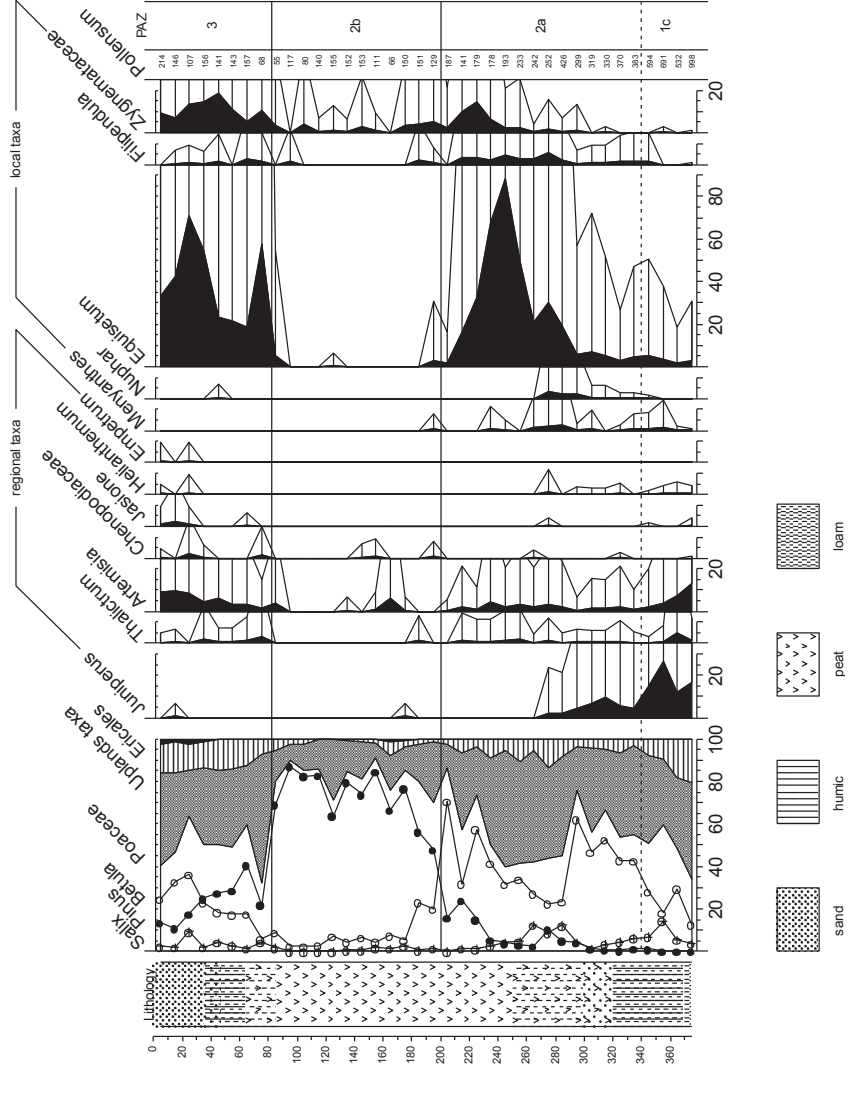 regional taxa
local taxa
Lithology
Salix
Pinus
Betula
Poaceae
Uplands taxa
Ericales
Juniperus
Thalictrum
Artemisia
Chenopodiaceae
Jasione
Helianthemum
Empetrum
Menyanthes
Nuphar
Equisetum
Filipendula
Zygnemataceae
Pollensum
PAZ
3
2b
2a
1c
214
146
107
156
141
143
157
68
55
117
80
140
155
152
153
111
66
150
151
129
187
141
179
178
193
233
242
252
426
299
319
330
370
383
594
691
532
998
0
20
40
60
80
100
120
140
160
180
200
220
240
260
280
300
320
340
360
20
40
60
80
100
20
20
20
40
60
80
20
sand
humic
peat
loam